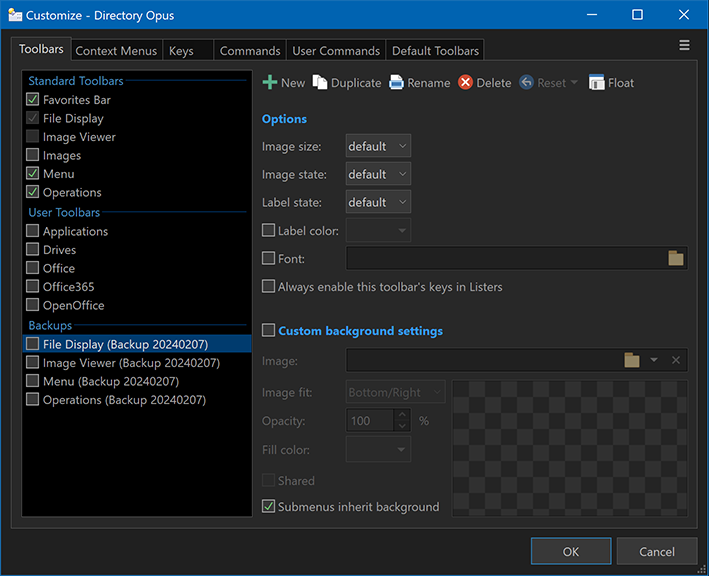 Customize - Directory Opus
Toolbars Context Menus Keys Commands User Commands Default Toolbars
Standard Toolbars
Favorites Bar
File Display
Image Viewer
Images
Menu
Operations
User Toolbars
Applications
Drives
Office
Office365
OpenOffice
Backups
File Display (Backup 20240207)
Image Viewer (Backup 20240207)
Menu (Backup 20240207)
Operations (Backup 20240207)
New Duplicate Rename Delete Reset Float
Options
Image size: default
Image state: default
Label state: default
Label color:
Font:
Always enable this toolbar's keys in Listers
Custom background settings
Image:
Image fit: Bottom/Right
Opacity: 100 %
Fill color:
Shared
Submenus inherit background
OK Cancel